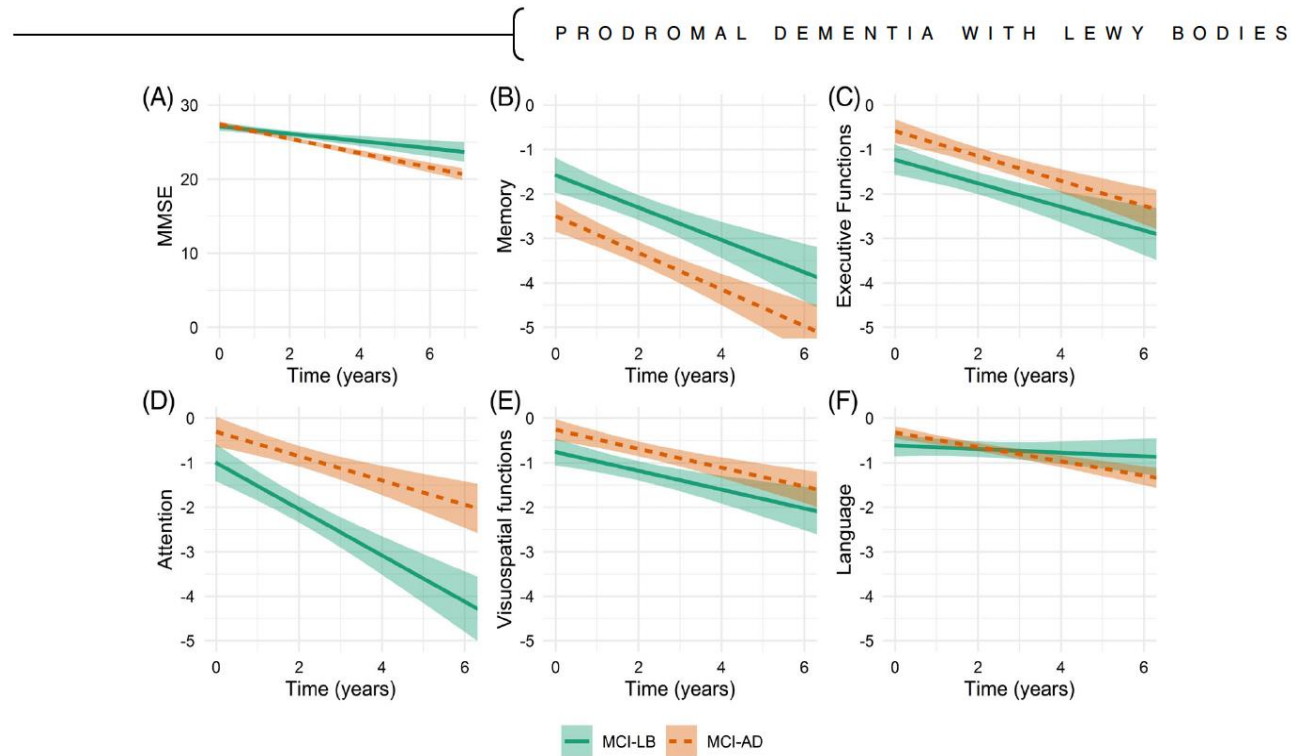 PRODROMAL DEMENTIA WITH LEWY BODIES
(A)
30
20
10
0
MMSE
0 2 4 6
Time (years)
(B)
0
-1
-2
-3
-4
-5
Memory
0 2 4 6
Time (years)
(C)
0
-1
-2
-3
-4
-5
Executive Functions
0 2 4 6
Time (years)
(D)
0
-1
-2
-3
-4
-5
Attention
0 2 4 6
Time (years)
(E)
0
-1
-2
-3
-4
-5
Visuospatial functions
0 2 4 6
Time (years)
(F)
0
-1
-2
-3
-4
-5
Language
0 2 4 6
Time (years)
MCI-LB MCI-AD